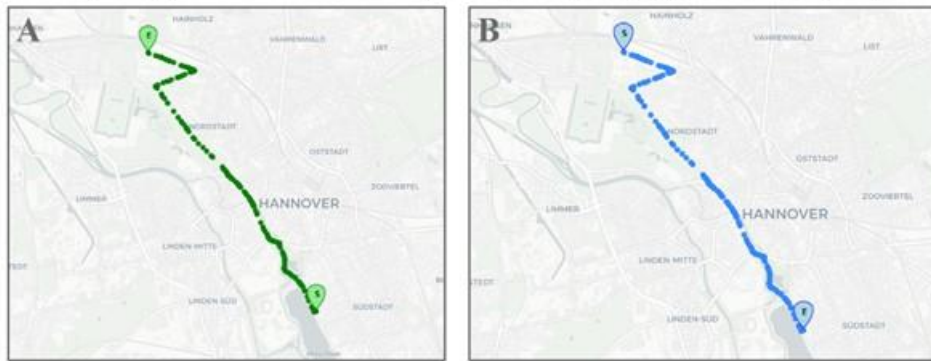 A
HAINHOLZ
E
VAHRENWALD
LIST
NORDSTADT
OSTSTADT
ZOOVIERTEL
LIMMER
HANNOVER
LINDEN MITTE
LINDEN-SÜD
S
SÜDSTADT
B
HAINHOLZ
S
VAHRENWALD
LIST
NORDSTADT
OSTSTADT
ZOOVIERTEL
LIMMER
HANNOVER
LINDEN MITTE
LINDEN-SÜD
E
SÜDSTADT